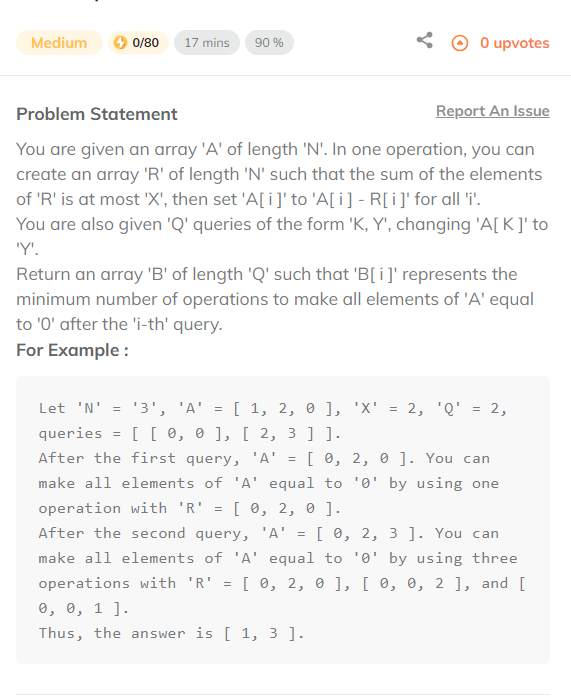 Medium 0/80 17 mins 90 % 0 upvotes
Problem Statement Report An Issue
You are given an array 'A' of length 'N'. In one operation, you can
create an array 'R' of length 'N' such that the sum of the elements
of 'R' is at most 'X', then set 'A[ i ]' to 'A[ i ] - R[ i ]' for all 'i'.
You are also given 'Q' queries of the form 'K, Y', changing 'A[ K ]' to
'Y'.
Return an array 'B' of length 'Q' such that 'B[ i ]' represents the
minimum number of operations to make all elements of 'A' equal
to '0' after the 'i-th' query.
For Example :
Let 'N' = '3', 'A' = [ 1, 2, 0 ], 'X' = 2, 'Q' = 2,
queries = [ [ 0, 0 ], [ 2, 3 ] ].
After the first query, 'A' = [ 0, 2, 0 ]. You can
make all elements of 'A' equal to '0' by using one
operation with 'R' = [ 0, 2, 0 ].
After the second query, 'A' = [ 0, 2, 3 ]. You can
make all elements of 'A' equal to '0' by using three
operations with 'R' = [ 0, 2, 0 ], [ 0, 0, 2 ], and [
0, 0, 1 ].
Thus, the answer is [ 1, 3 ].